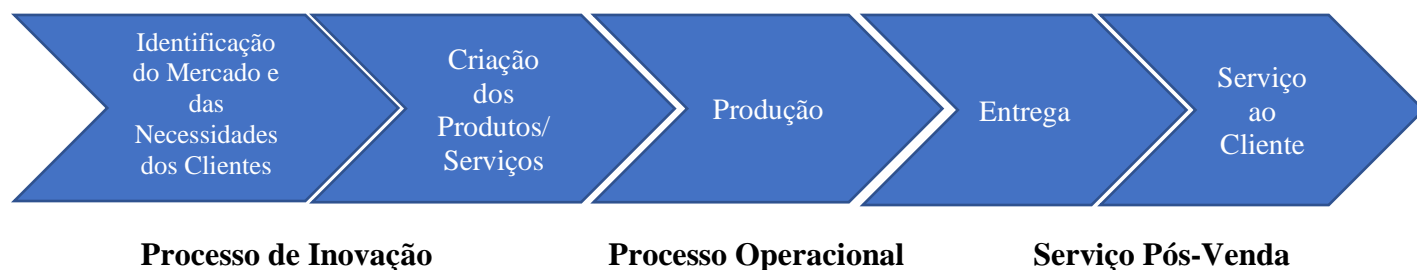 Identificação
do Mercado e
das
Necessidades
dos Clientes
Criação
dos
Produtos/
Serviços
Produção
Entrega
Serviço
ao
Cliente
Processo de Inovação
Processo Operacional
Serviço Pós-Venda